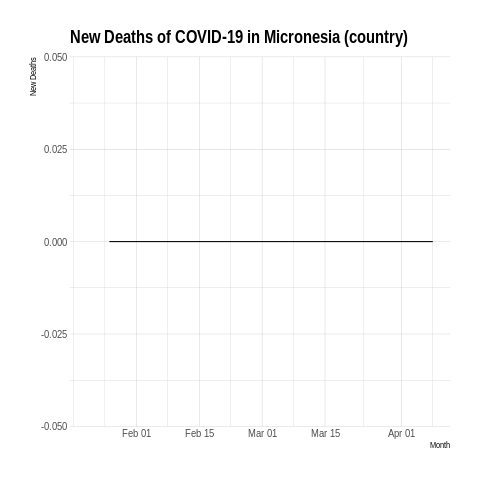 New Deaths of COVID-19 in Micronesia (country)
New Deaths
0.050
0.025
0.000
-0.025
-0.050
Feb 01 Feb 15 Mar 01 Mar 15 Apr 01
Month